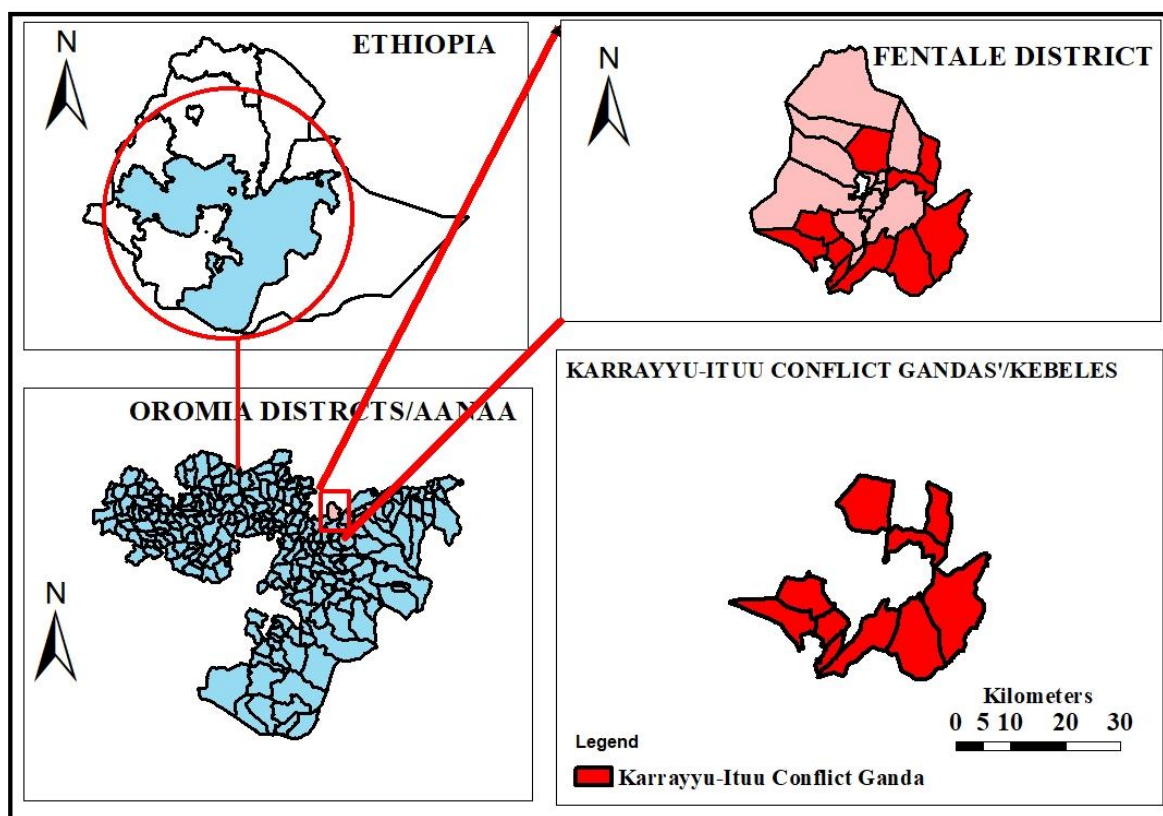 ETHIOPIA
N
FENTALE DISTRICT
N
OROMIA DISTRCTS/AANAA
N
KARRAYYU-ITUU CONFLICT GANDAS'/KEBELES
Kilometers
0 5 10 20 30
Legend
Karrayyu-Ituu Conflict Ganda